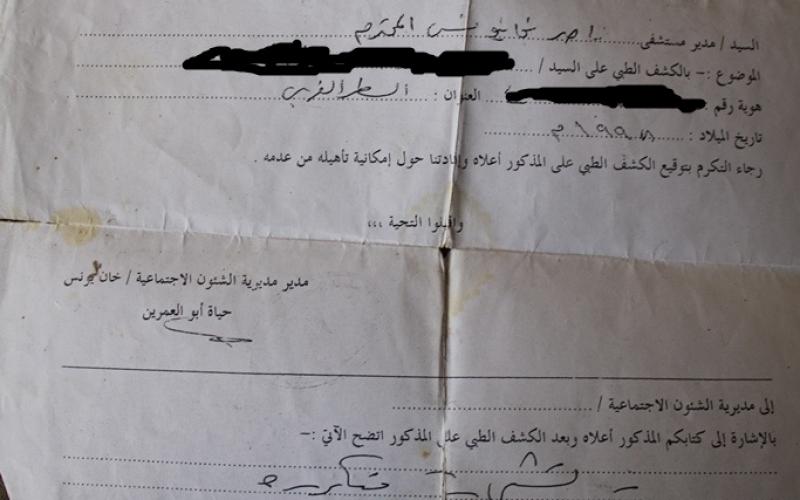 السيد / مدير مستشفى ناصر خانيونس المحترم
الموضوع :- بالكشف الطبي على السيد /
هوية رقم : العنوان : السطر الغربي
تاريخ الميلاد : ١٩٩٨م
رجاء التكرم بتوقيع الكشف الطبي على المذكور أعلاه وإفادتنا حول إمكانية تأهيله من عدمه .
واقبلوا التحية ،،،
مدير مديرية الشئون الاجتماعية / خان يونس
حياة أبو العمرين
إلى مديرية الشئون الاجتماعية /
بالإشارة إلى كتابكم المذكور أعلاه وبعد الكشف الطبي على المذكور اتضح الآتي :-